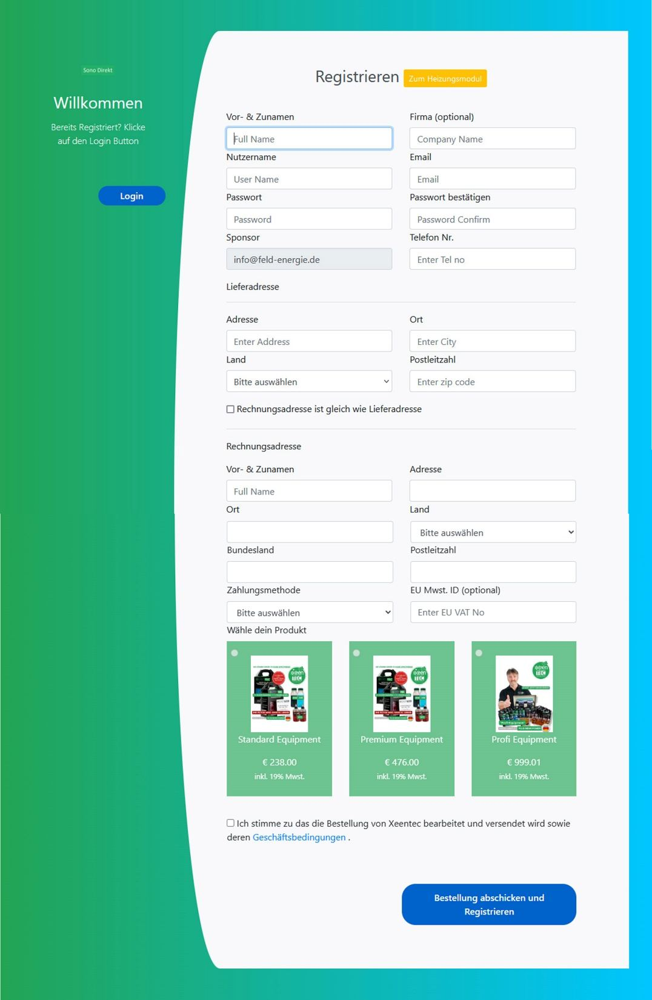 Sono Direkt
Willkommen
Bereits Registriert? Klicke
auf den Login Button
Login
Registrieren Zum Heizungsmodul
Vor- & Zunamen Firma (optional)
Full Name Company Name
Nutzername Email
User Name Email
Passwort Passwort bestätigen
Password Password Confirm
Sponsor Telefon Nr.
info@feld-energie.de Enter Tel no
Lieferadresse
Adresse Ort
Enter Address Enter City
Land Postleitzahl
Bitte auswählen Enter zip code
Rechnungsadresse ist gleich wie Lieferadresse
Rechnungsadresse
Vor- & Zunamen Adresse
Full Name
Ort Land
Bitte auswählen
Bundesland Postleitzahl
Zahlungsmethode EU Mwst. ID (optional)
Bitte auswählen Enter EU VAT No
Wähle dein Produkt
xeen TEC xeen TEC xeen TEC
Standard Equipment Premium Equipment Profi Equipment
€ 238.00 € 476.00 € 999.01
inkl. 19% Mwst. inkl. 19% Mwst. inkl. 19% Mwst.
Ich stimme zu das die Bestellung von Xeentec bearbeitet und versendet wird sowie
deren Geschäftsbedingungen .
Bestellung abschicken und
Registrieren